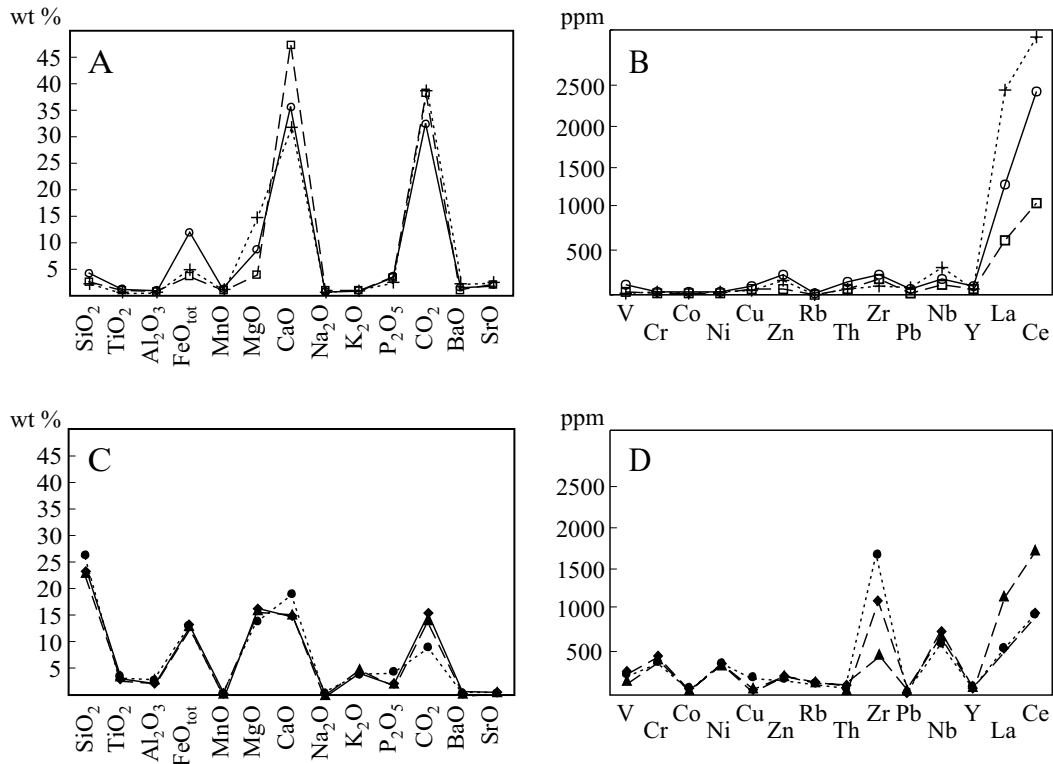 wt %
A
45
40
35
30
25
20
15
10
5
SiO₂ TiO₂ Al₂O₃ FeO_tot MnO MgO CaO Na₂O K₂O P₂O₅ CO₂ BaO SrO
ppm
B
2500
2000
1500
1000
500
V Co Cu Rb Zr Nb La
Cr Ni Zn Th Pb Y Ce
wt %
C
45
40
35
30
25
20
15
10
5
SiO₂ TiO₂ Al₂O₃ FeO_tot MnO MgO CaO Na₂O K₂O P₂O₅ CO₂ BaO SrO
ppm
D
2500
2000
1500
1000
500
V Co Cu Rb Zr Pb Y Ce
Cr Ni Zn Th Nb La